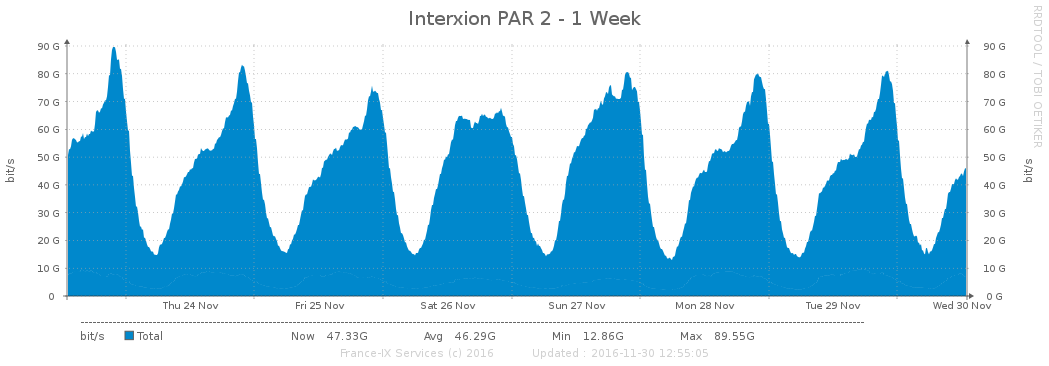 Interxion PAR 2 - 1 Week
RRDTOOL / TOBI OETIKER
bit/s
bit/s
90 G 90 G
80 G 80 G
70 G 70 G
60 G 60 G
50 G 50 G
40 G 40 G
30 G 30 G
20 G 20 G
10 G 10 G
0 0 G
Thu 24 Nov Fri 25 Nov Sat 26 Nov Sun 27 Nov Mon 28 Nov Tue 29 Nov Wed 30 Nov
bit/s Total Now 47.33G Avg 46.29G Min 12.86G Max 89.55G
France-IX Services (c) 2016 Updated : 2016-11-30 12:55:05